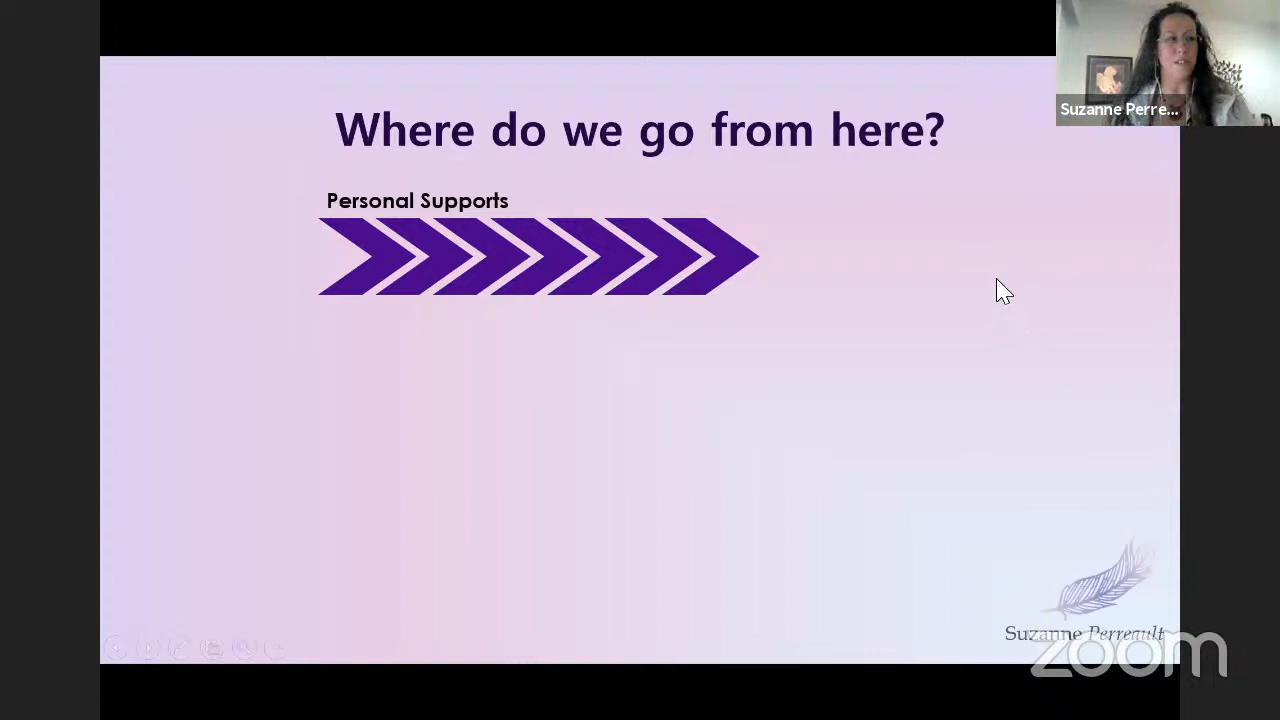 Suzanne Perre...
Where do we go from here?
Personal Supports
Suzanne Perreault
zoom